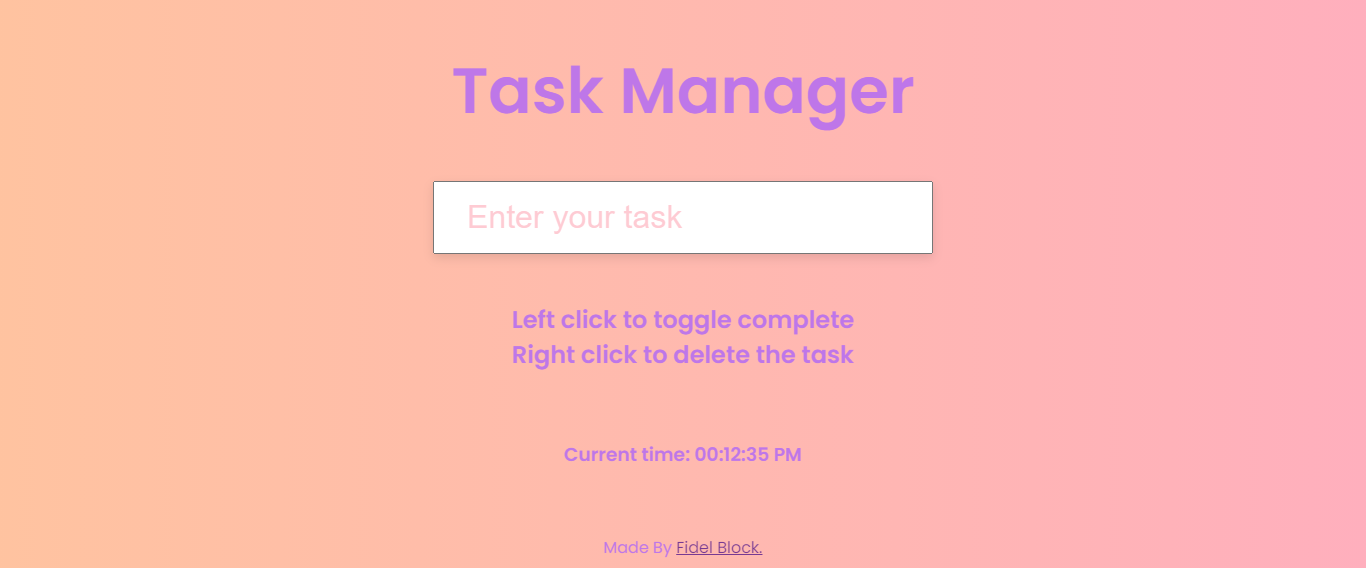 Task Manager
Enter your task
Left click to toggle complete
Right click to delete the task
Current time: 00:12:35 PM
Made By Fidel Block.